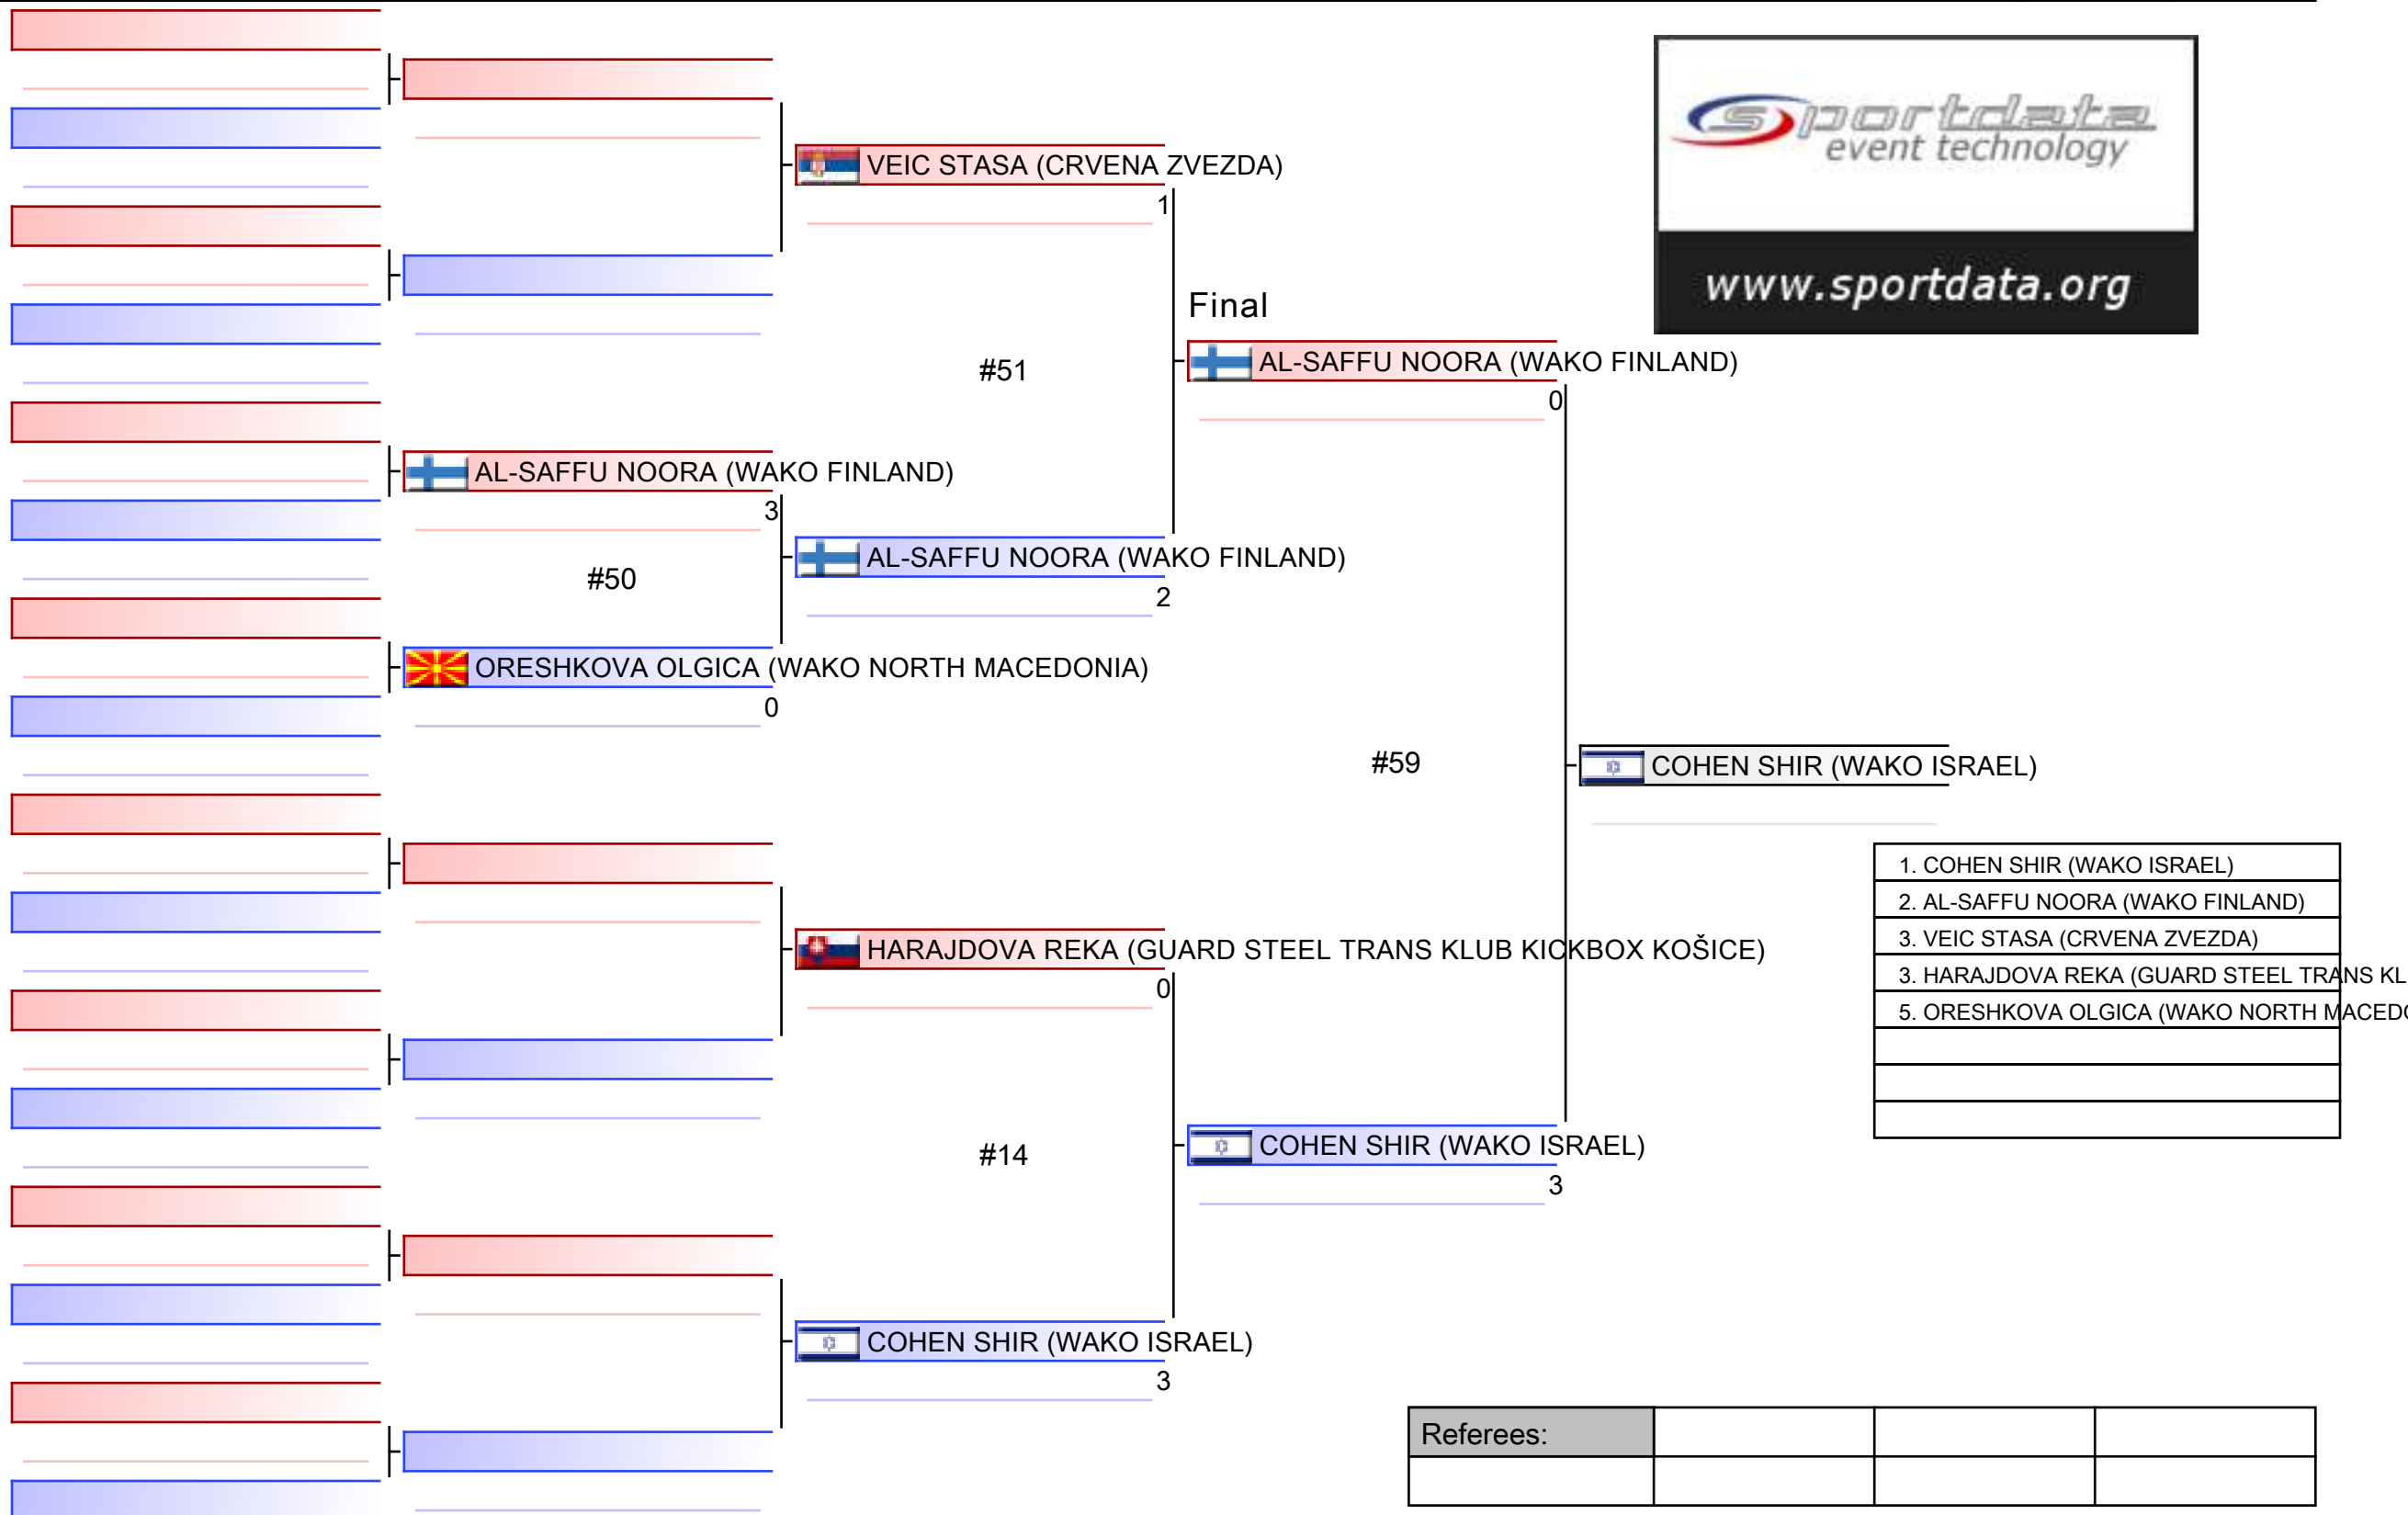 sportdata
event technology
www.sportdata.org
VEIC STASA (CRVENA ZVEZDA)
1
Final
#51
AL-SAFFU NOORA (WAKO FINLAND)
0
AL-SAFFU NOORA (WAKO FINLAND)
3
#50
AL-SAFFU NOORA (WAKO FINLAND)
2
ORESHKOVA OLGICA (WAKO NORTH MACEDONIA)
0
#59
COHEN SHIR (WAKO ISRAEL)
1. COHEN SHIR (WAKO ISRAEL)
2. AL-SAFFU NOORA (WAKO FINLAND)
3. VEIC STASA (CRVENA ZVEZDA)
3. HARAJDOVA REKA (GUARD STEEL TRANS KL
5. ORESHKOVA OLGICA (WAKO NORTH MACEDO
HARAJDOVA REKA (GUARD STEEL TRANS KLUB KICKBOX KOŠICE)
0
#14
COHEN SHIR (WAKO ISRAEL)
3
COHEN SHIR (WAKO ISRAEL)
3
Referees: